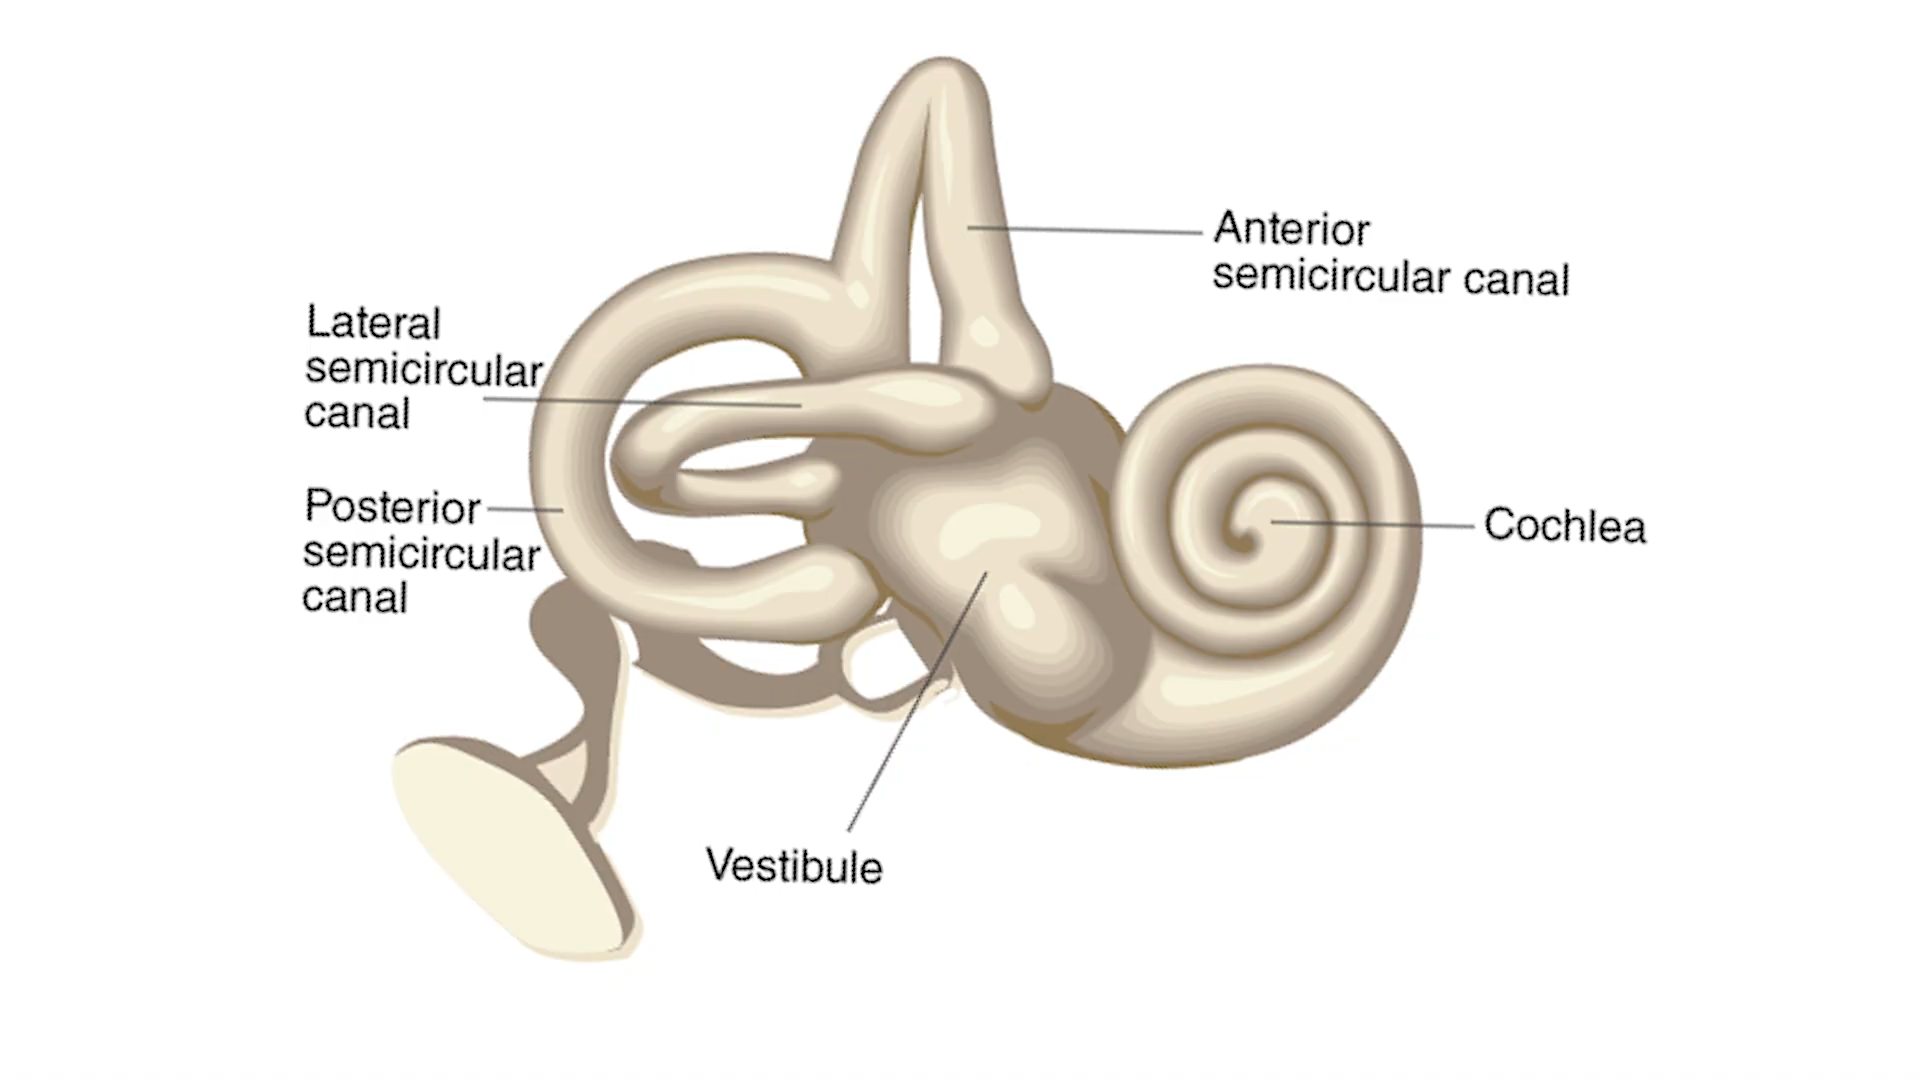 Anterior
semicircular canal
Lateral
semicircular
canal
Posterior
semicircular
canal
Cochlea
Vestibule